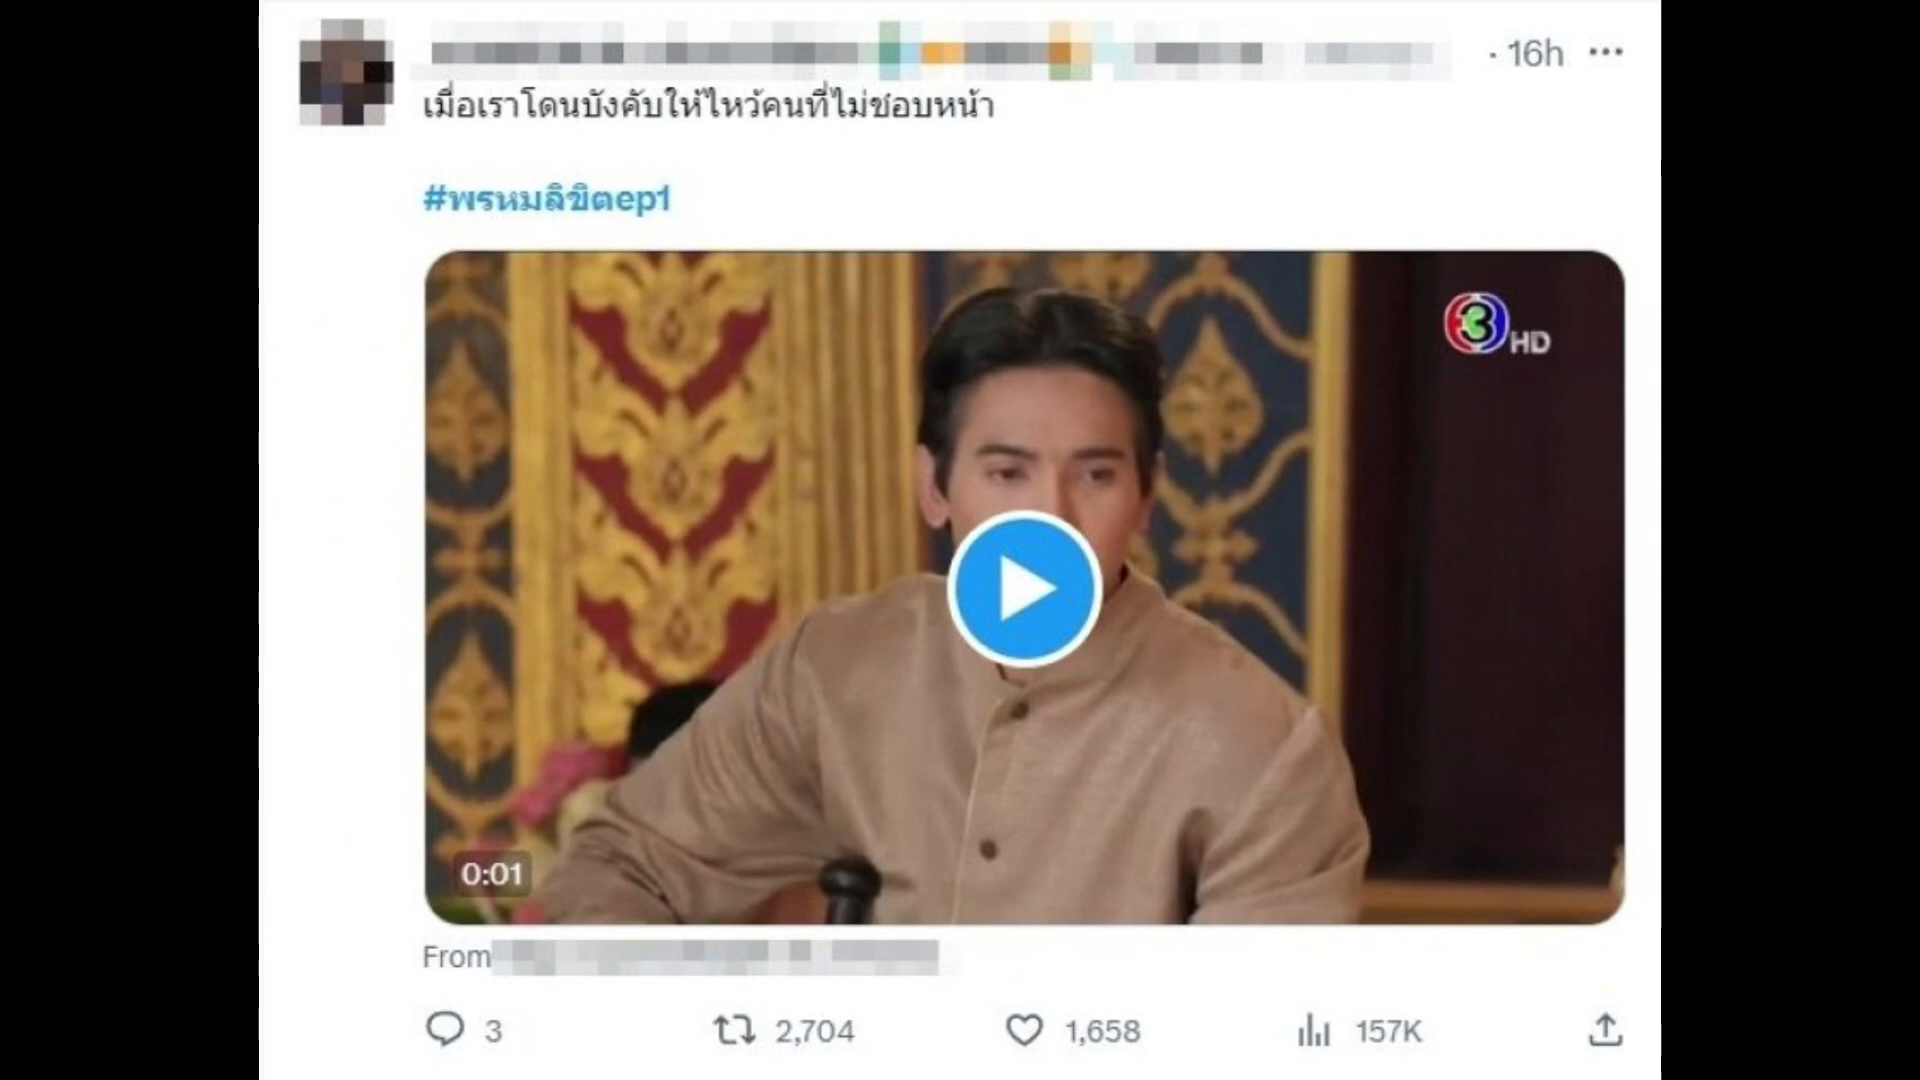 · 16h
เมื่อเราโดนบังคับให้ไหว้คนที่ไม่ชอบหน้า
#พรหมลิขิตep1
3 HD
0:01
From
3 2,704 1,658 157K